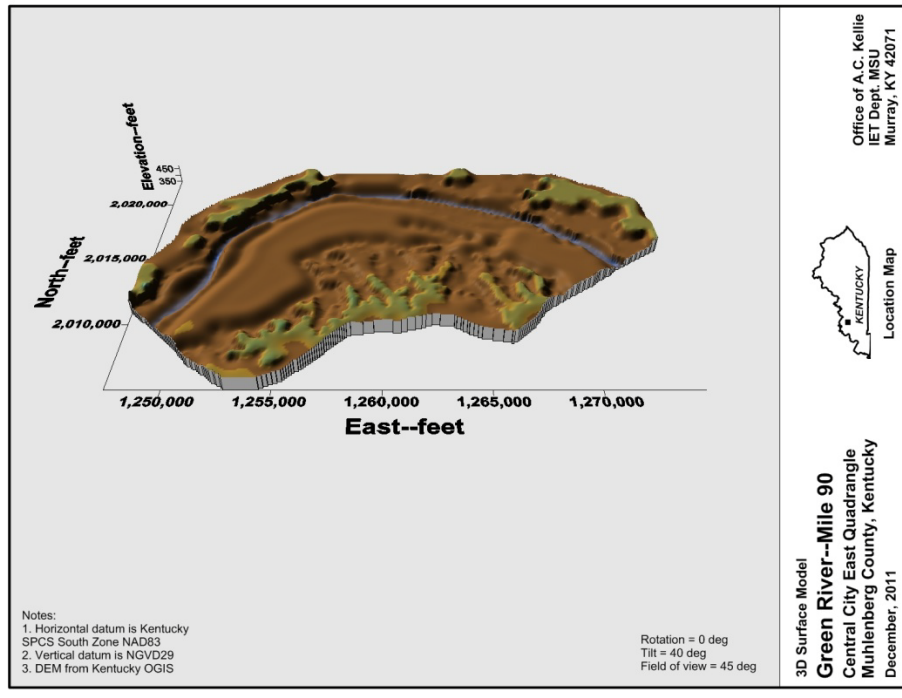 Elevation--feet
450
350
2,020,000
2,015,000
2,010,000
North--feet
1,250,000
1,255,000
1,260,000
1,265,000
1,270,000
East--feet
Notes:
1. Horizontal datum is Kentucky
SPCS South Zone NAD83
2. Vertical datum is NGVD29
3. DEM from Kentucky OGIS
Rotation = 0 deg
Tilt = 40 deg
Field of view = 45 deg
Office of A.C. Kellie
IET Dept. MSU
Murray, KY 42071
KENTUCKY
Location Map
3D Surface Model
Green River--Mile 90
Central City East Quadrangle
Muhlenberg County, Kentucky
December, 2011